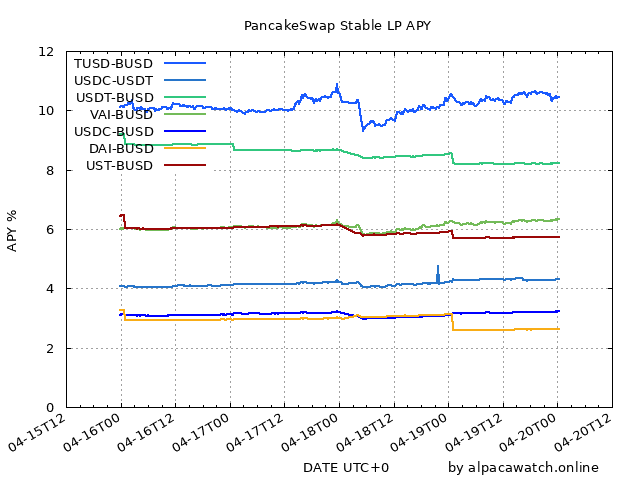 PancakeSwap Stable LP APY
TUSD-BUSD
USDC-USDT
USDT-BUSD
VAI-BUSD
USDC-BUSD
DAI-BUSD
UST-BUSD
APY %
12
10
8
6
4
2
0
04-15T12
04-16T00
04-16T12
04-17T00
04-17T12
04-18T00
04-18T12
04-19T00
04-19T12
04-20T00
04-20T12
DATE UTC+0
by alpacawatch.online